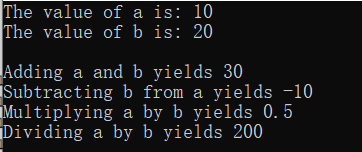 The value of a is: 10
The value of b is: 20
Adding a and b yields 30
Subtracting b from a yields -10
Multiplying a by b yields 0.5
Dividing a by b yields 200